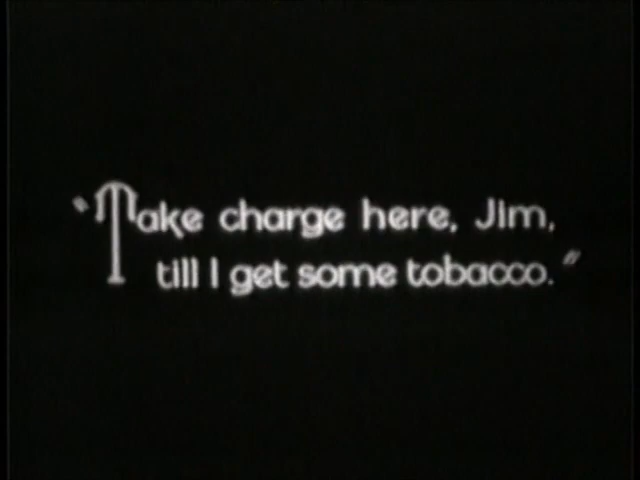 "Take charge here, Jim,
till I get some tobacco."